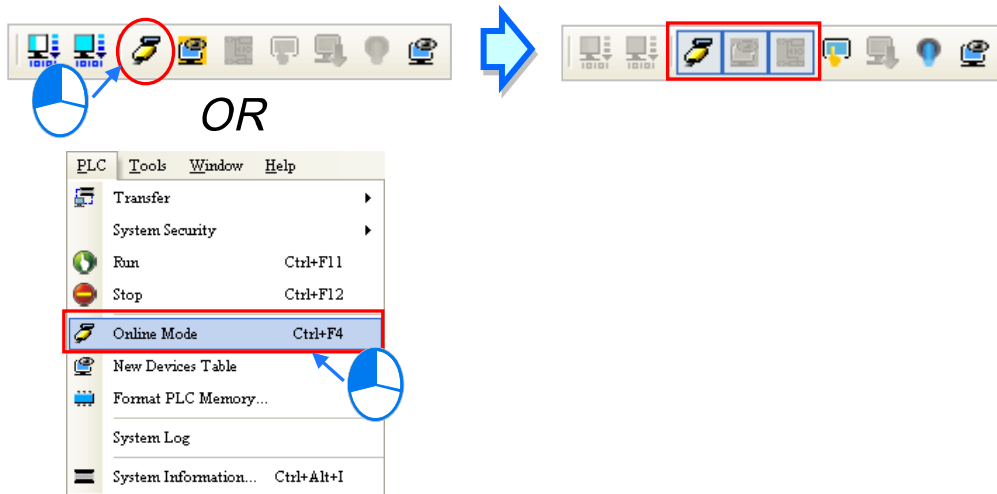 OR
PLC Tools Window Help
Transfer
System Security
Run Ctrl+F11
Stop Ctrl+F12
Online Mode Ctrl+F4
New Devices Table
Format PLC Memory...
System Log
System Information... Ctrl+Alt+I